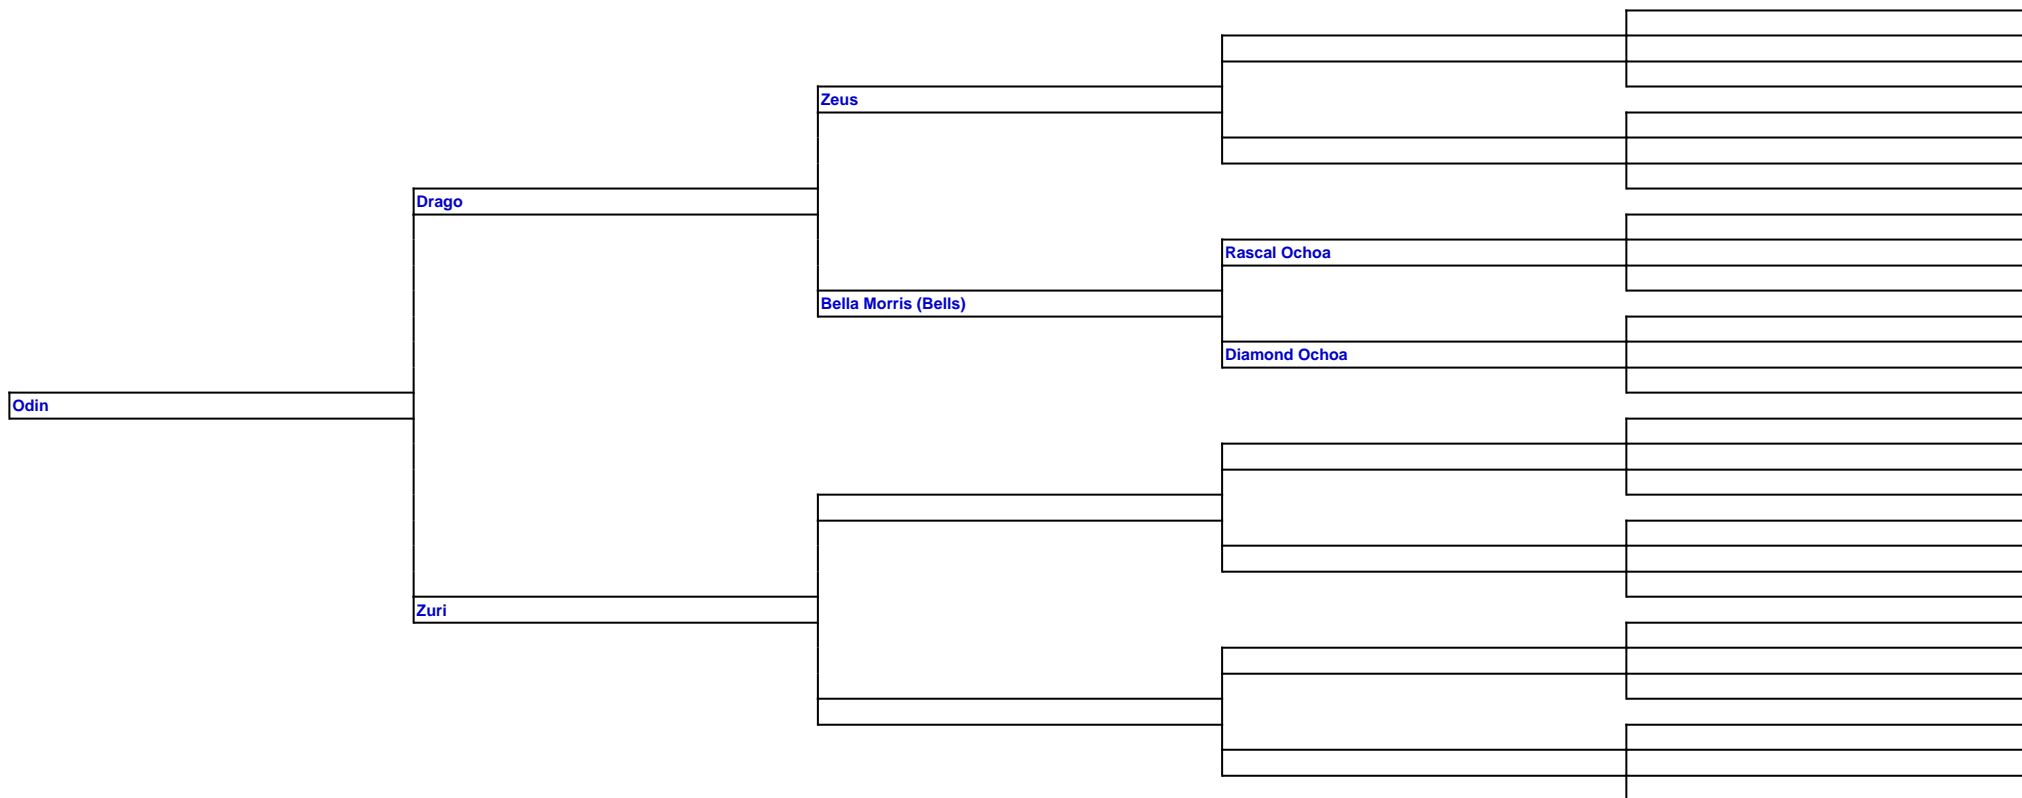 Zeus
Drago
Rascal Ochoa
Bella Morris (Bells)
Diamond Ochoa
Odin
Zuri